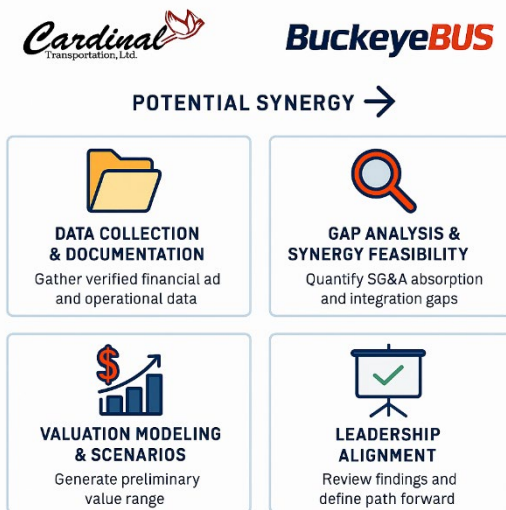 Cardinal
Transportation, Ltd.
BuckeyeBUS
POTENTIAL SYNERGY →
DATA COLLECTION
& DOCUMENTATION
Gather verified financial ad
and operational data
GAP ANALYSIS &
SYNERGY FEASIBILITY
Quantify SG&A absorption
and integration gaps
$
VALUATION MODELING
& SCENARIOS
Generate preliminary
value range
LEADERSHIP
ALIGNMENT
Review findings and
define path forward